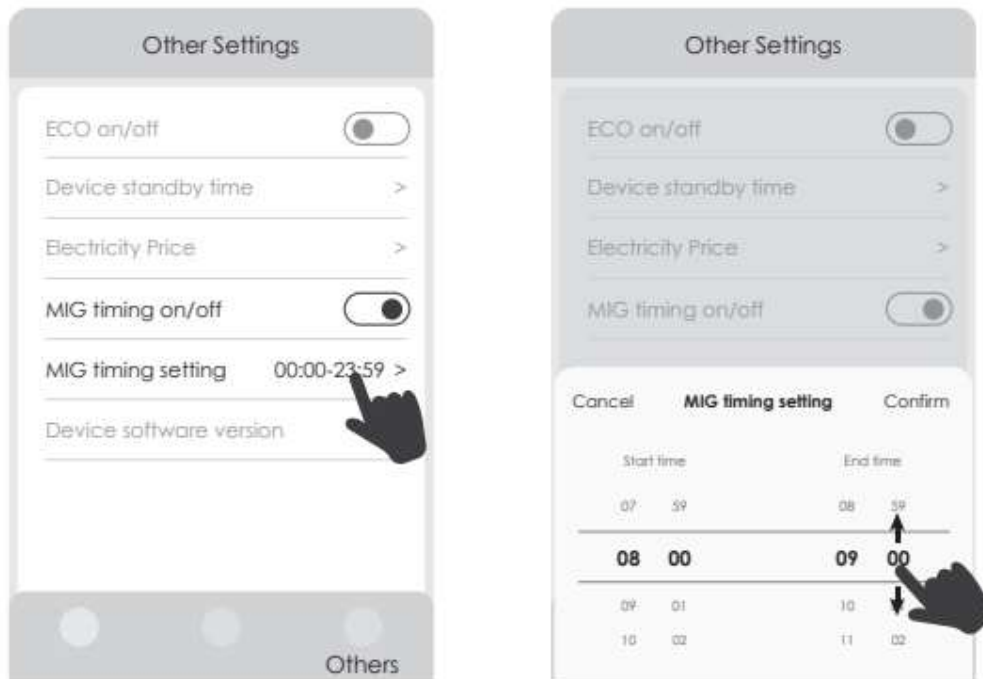 Other Settings
ECO on/off
Device standby time >
Electricity Price >
MIG timing on/off
MIG timing setting 00:00-23:59 >
Device software version
Others
Other Settings
ECO on/off
Device standby time >
Electricity Price >
MIG timing on/off
Cancel MIG timing setting Confirm
Start time End time
07 59 08 59
08 00 09 00
09 01 10
10 02 11 02